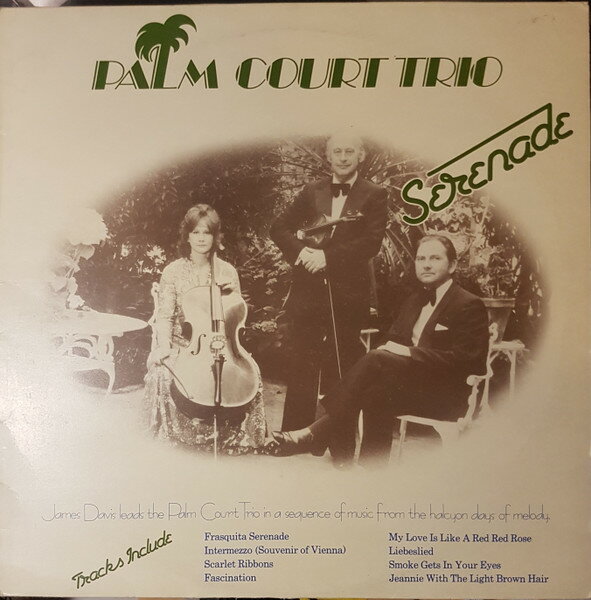 PALM COURT TRIO
Serenade
James Davis leads the Palm Court Trio in a sequence of music from the halcyon days of melody.
Tracks Include
Frasquita Serenade
Intermezzo (Souvenir of Vienna)
Scarlet Ribbons
Fascination
My Love Is Like A Red Red Rose
Liebeslied
Smoke Gets In Your Eyes
Jeannie With The Light Brown Hair